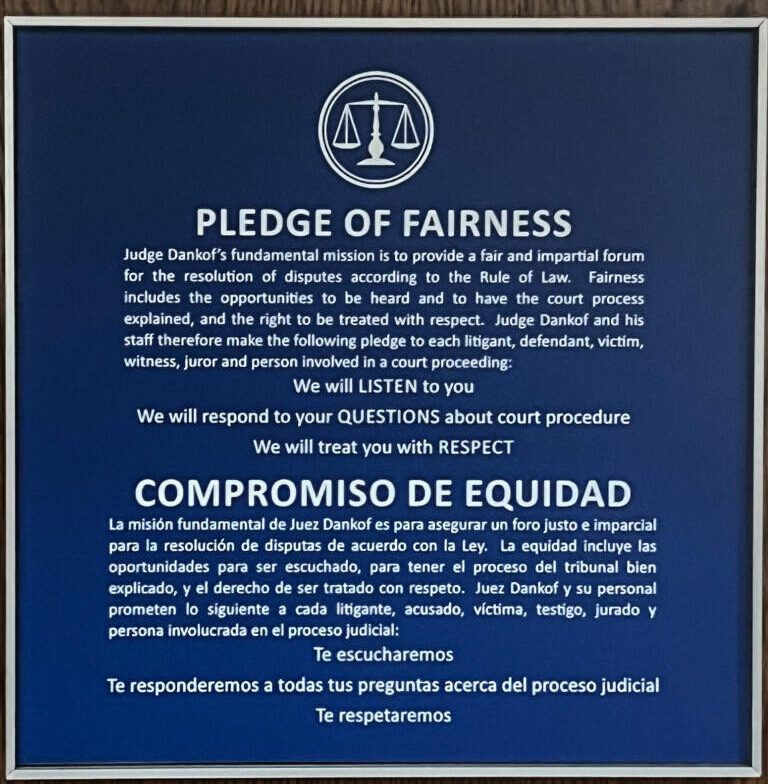 PLEDGE OF FAIRNESS
Judge Dankof's fundamental mission is to provide a fair and impartial forum
for the resolution of disputes according to the Rule of Law. Fairness
includes the opportunities to be heard and to have the court process
explained, and the right to be treated with respect. Judge Dankof and his
staff therefore make the following pledge to each litigant, defendant, victim,
witness, juror and person involved in a court proceeding:
We will LISTEN to you
We will respond to your QUESTIONS about court procedure
We will treat you with RESPECT
COMPROMISO DE EQUIDAD
La misión fundamental de Juez Dankof es para asegurar un foro justo e imparcial
para la resolución de disputas de acuerdo con la Ley. La equidad incluye las
oportunidades para ser escuchado, para tener el proceso del tribunal bien
explicado, y el derecho de ser tratado con respeto. Juez Dankof y su personal
prometen lo siguiente a cada litigante, acusado, víctima, testigo, jurado y
persona involucrada en el proceso judicial:
Te escucharemos
Te responderemos a todas tus preguntas acerca del proceso judicial
Te respetaremos